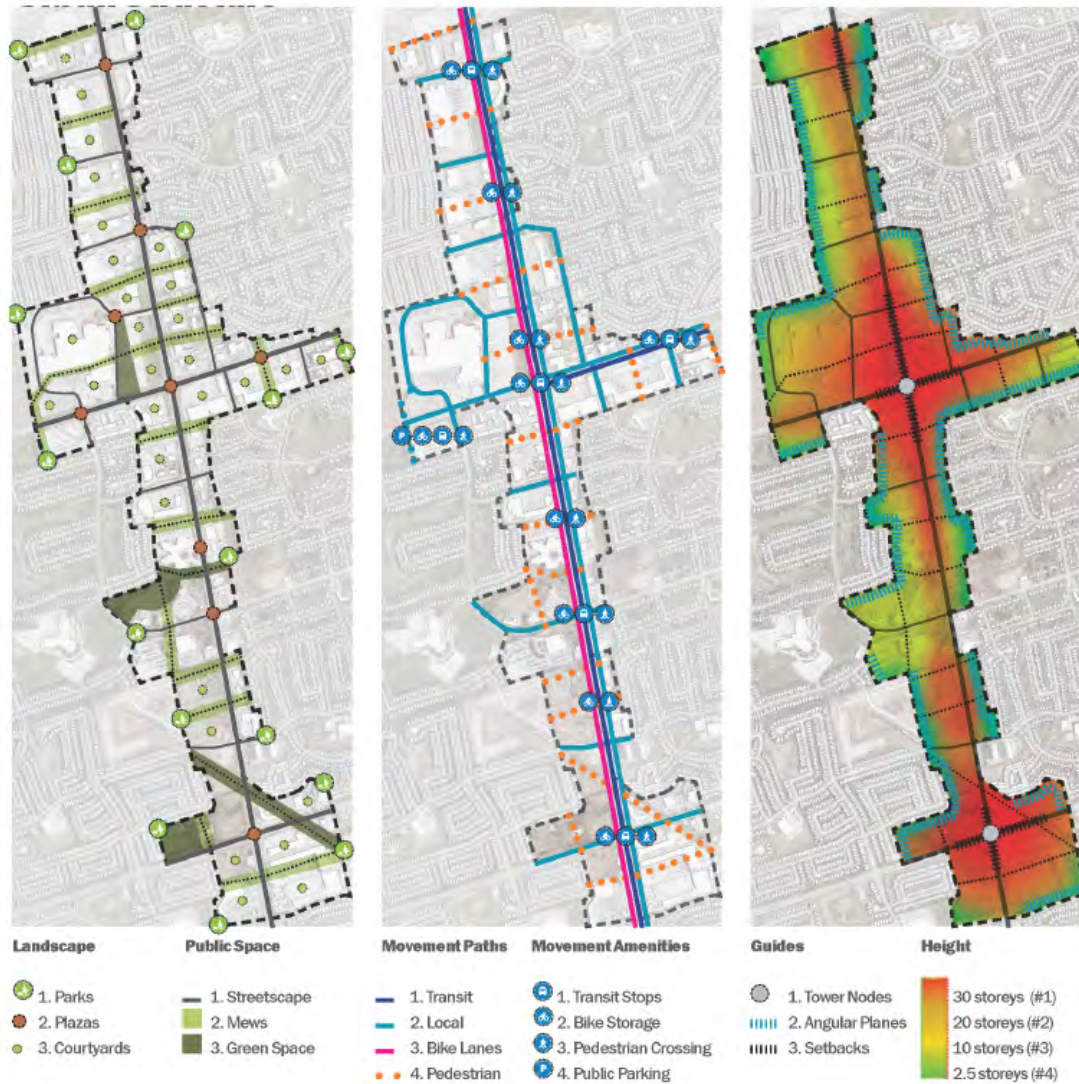 Landscape
Public Space
Movement Paths
Movement Amenities
Guides
Height
1. Parks
2. Plazas
3. Courtyards
1. Streetscape
2. Mews
3. Green Space
1. Transit
2. Local
3. Bike Lanes
4. Pedestrian
1. Transit Stops
2. Bike Storage
3. Pedestrian Crossing
P 4. Public Parking
1. Tower Nodes
2. Angular Planes
3. Setbacks
30 storeys (#1)
20 storeys (#2)
10 storeys (#3)
2.5 storeys (#4)